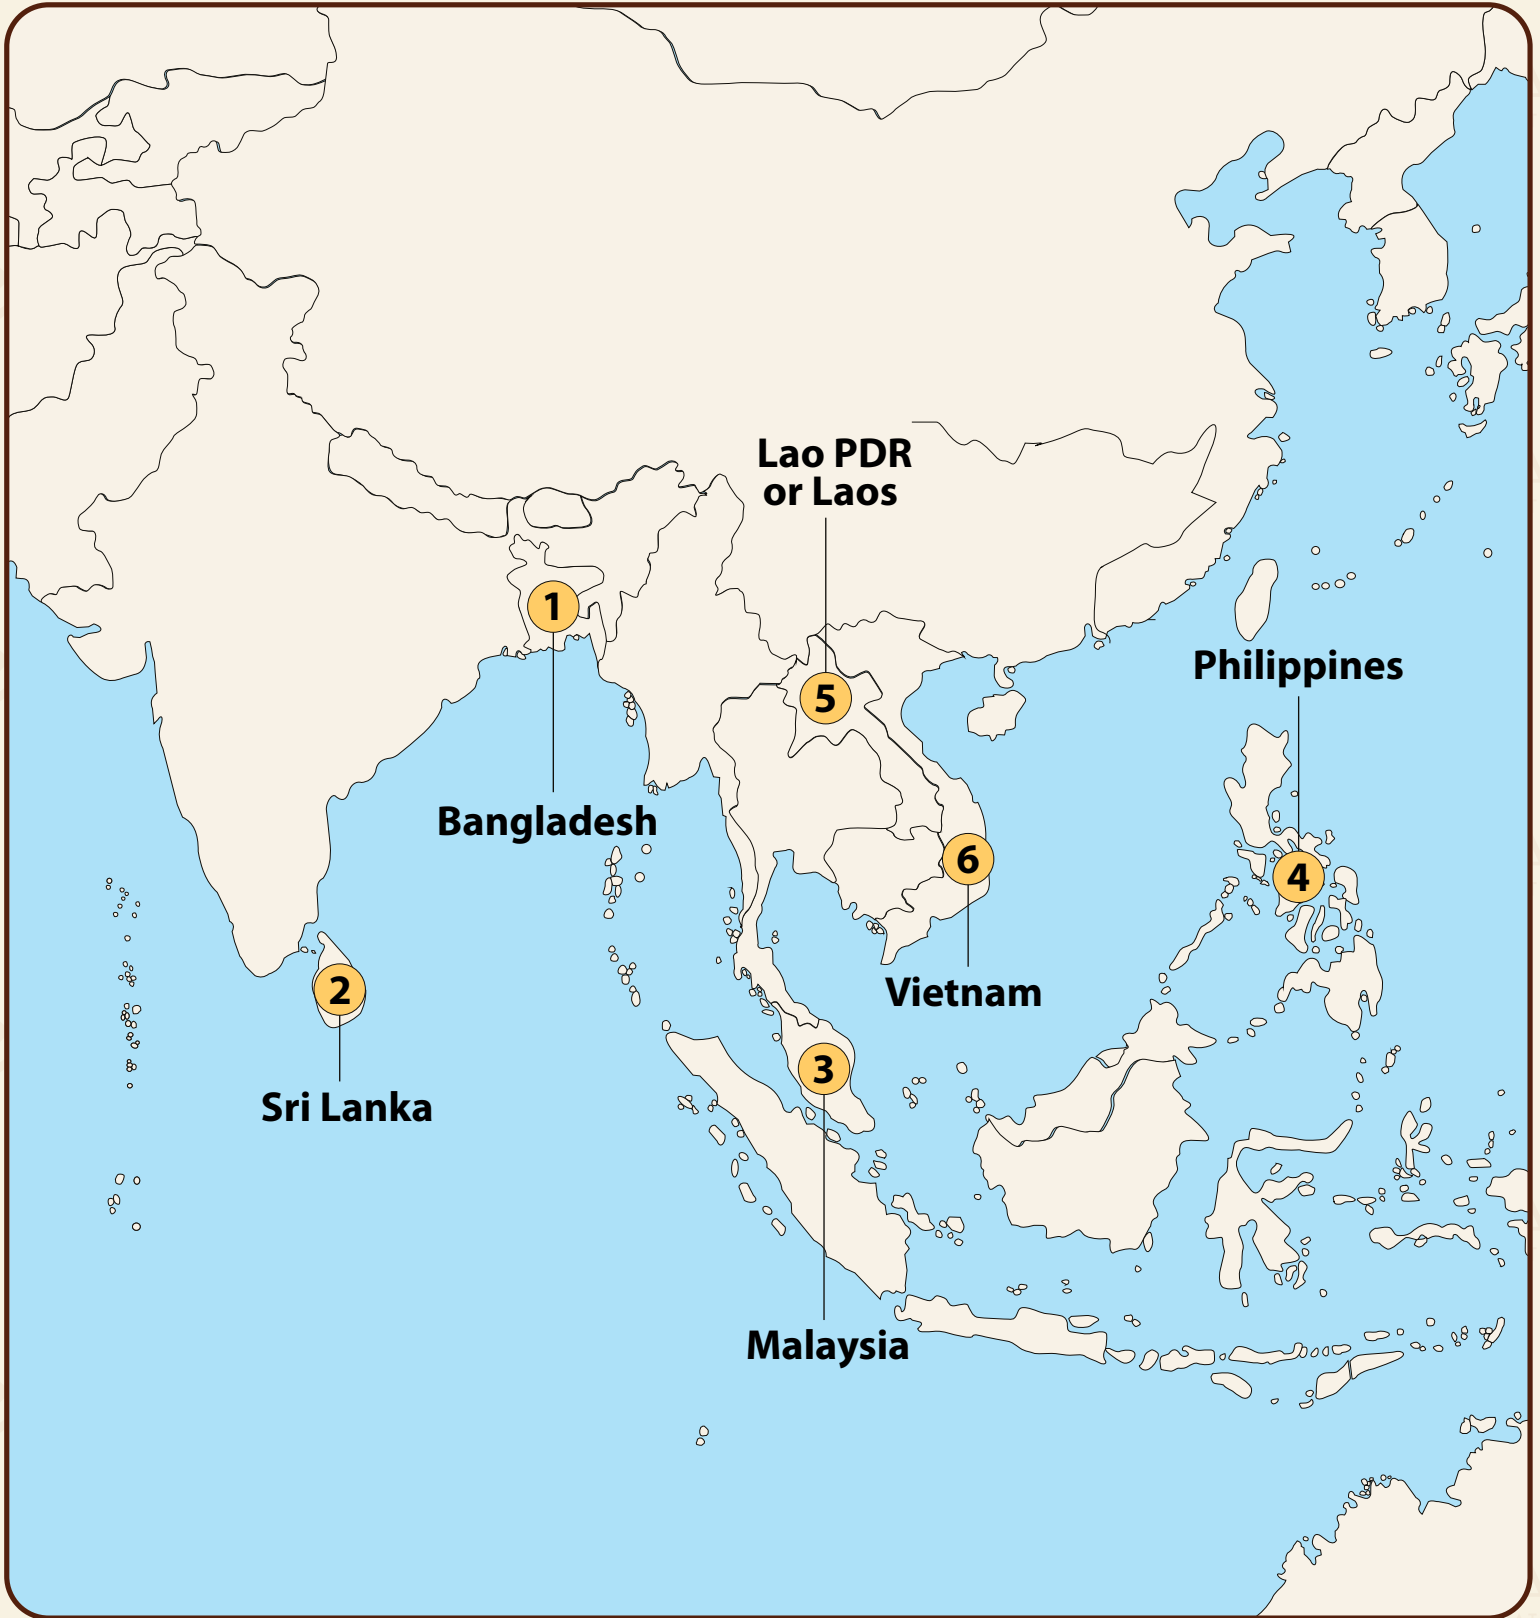 Lao PDR
or Laos
1
Philippines
5
Bangladesh
6
4
Vietnam
2
3
Sri Lanka
Malaysia